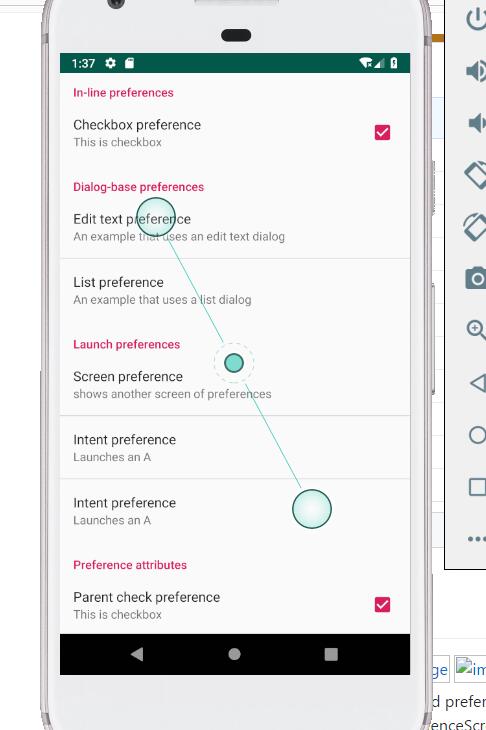 1:37
In-line preferences
Checkbox preference
This is checkbox
Dialog-base preferences
Edit text preference
An example that uses an edit text dialog
List preference
An example that uses a list dialog
Launch preferences
Screen preference
shows another screen of preferences
Intent preference
Launches an A
Intent preference
Launches an A
Preference attributes
Parent check preference
This is checkbox
ge
im
d prefer
enceScr